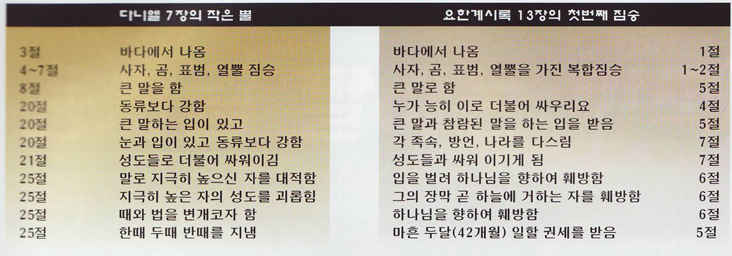 다니엘 7장의 작은 뿔 요한계시록 13장의 첫번째 짐승
3절 바다에서 나옴 바다에서 나옴 1절
4~7절 사자, 곰, 표범, 열뿔 짐승 사자, 곰, 표범, 열뿔을 가진 복합짐승 1~2절
8절 큰 말을 함 큰 말로 함 5절
20절 동류보다 강함 누가 능히 이로 더불어 싸우리요 4절
20절 큰 말하는 입이 있고 큰 말과 참람된 말을 하는 입을 받음 5절
20절 눈과 입이 있고 동류보다 강함 각 족속, 방언, 나라를 다스림 7절
21절 성도들로 더불어 싸워이김 성도들과 싸워 이기게 됨 7절
25절 말로 지극히 높으신 자를 대적함 입을 벌려 하나님을 향하여 훼방함 6절
25절 지극히 높은 자의 성도를 괴롭힘 그의 장막 곧 하늘에 거하는 자를 훼방함 6절
25절 때와 법을 변개코자 함 하나님을 향하여 훼방함 6절
25절 한때 두때 반때를 지냄 마흔 두달(42개월) 일할 권세를 받음 5절